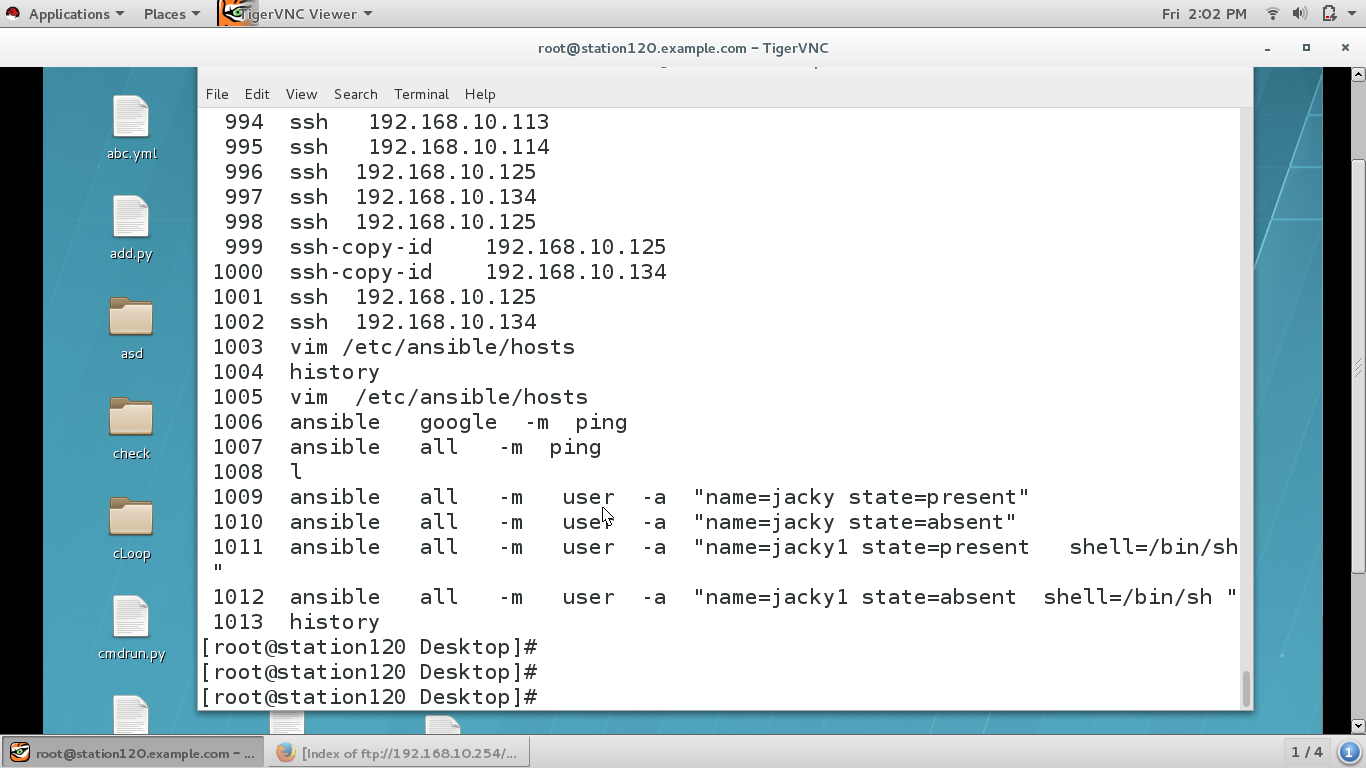 Applications Places TigerVNC Viewer Fri 2:02 PM
root@station120.example.com – TigerVNC
File Edit View Search Terminal Help
994 ssh 192.168.10.113
995 ssh 192.168.10.114
996 ssh 192.168.10.125
997 ssh 192.168.10.134
998 ssh 192.168.10.125
999 ssh-copy-id 192.168.10.125
1000 ssh-copy-id 192.168.10.134
1001 ssh 192.168.10.125
1002 ssh 192.168.10.134
1003 vim /etc/ansible/hosts
1004 history
1005 vim /etc/ansible/hosts
1006 ansible google -m ping
1007 ansible all -m ping
1008 l
1009 ansible all -m user -a "name=jacky state=present"
1010 ansible all -m user -a "name=jacky state=absent"
1011 ansible all -m user -a "name=jacky1 state=present shell=/bin/sh
"
1012 ansible all -m user -a "name=jacky1 state=absent shell=/bin/sh "
1013 history
[root@station120 Desktop]#
[root@station120 Desktop]#
[root@station120 Desktop]#
abc.yml
add.py
asd
check
cLoop
cmdrun.py
root@station120.example.com – ...
[Index of ftp://192.168.10.254/...
1 / 4
1